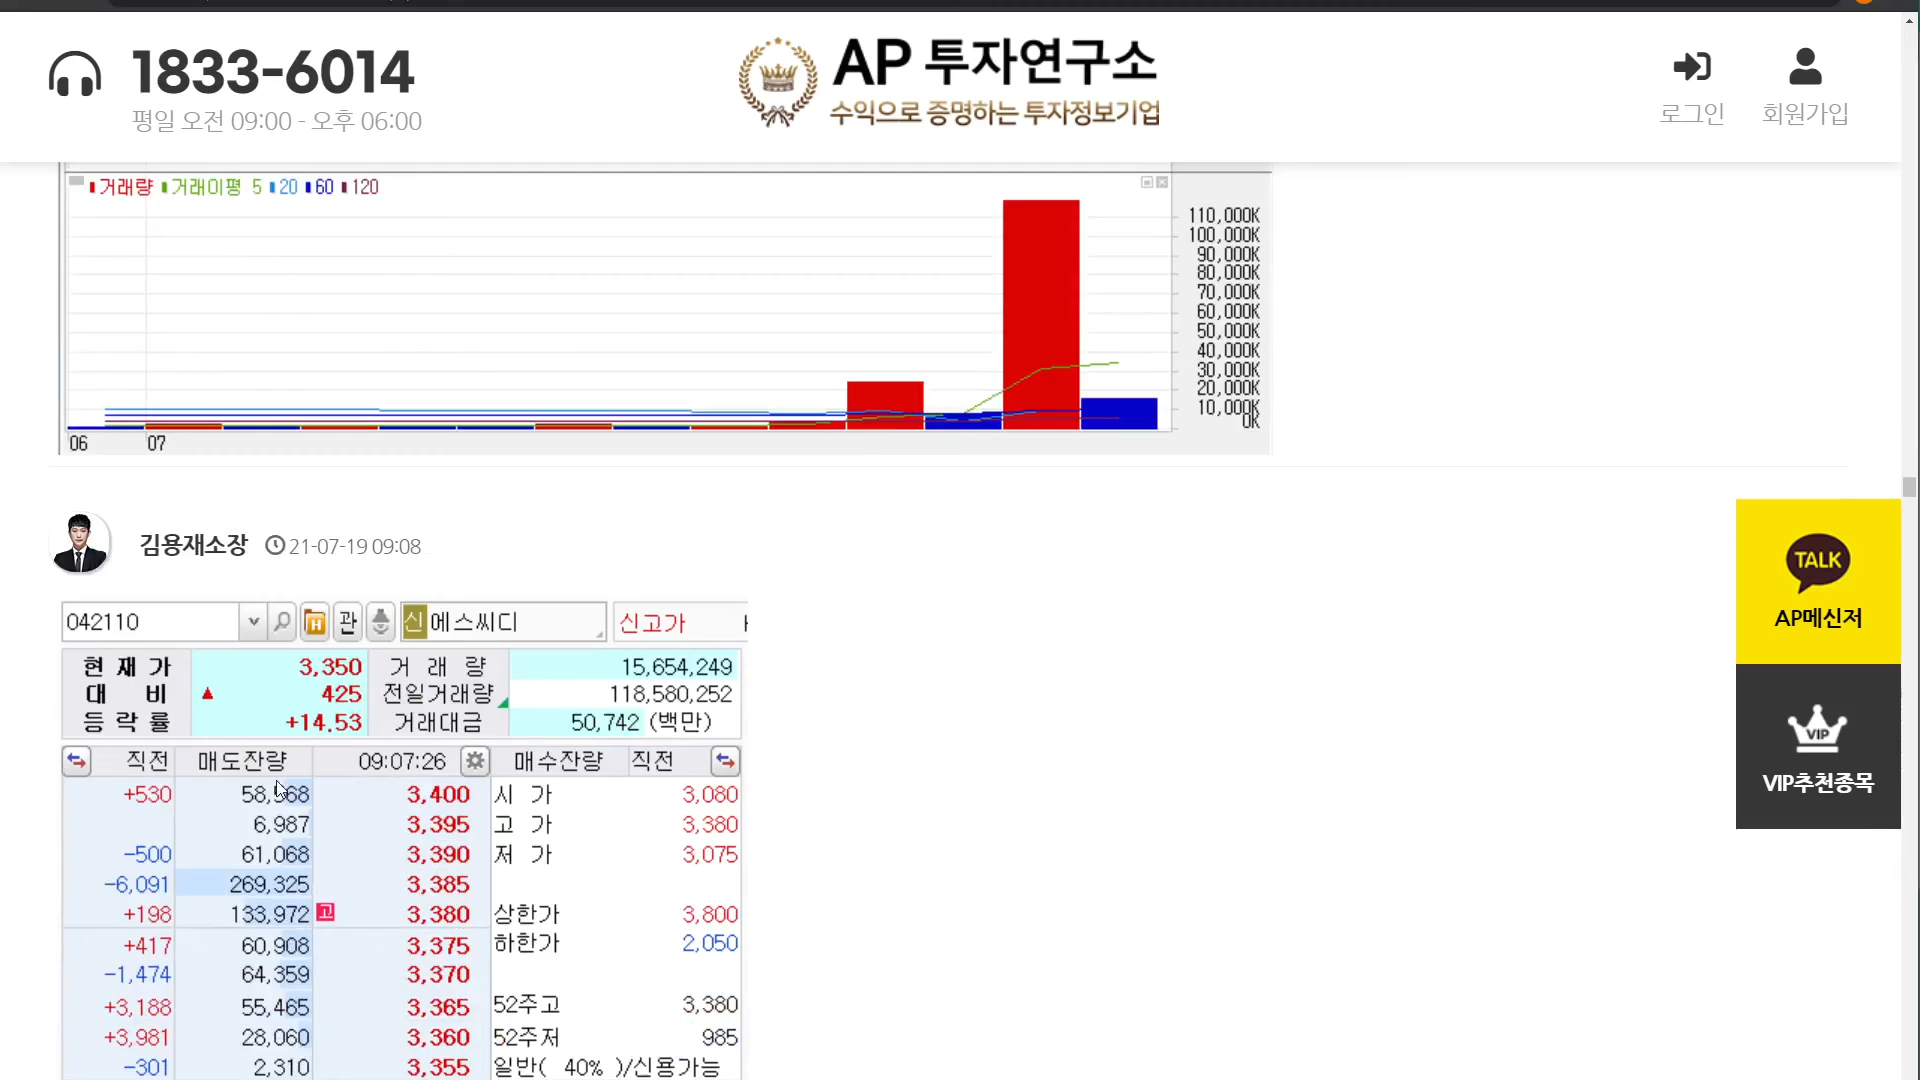 1833-6014
평일 오전 09:00 - 오후 06:00
AP 투자연구소
수익으로 증명하는 투자정보기업
로그인
회원가입
거래량 거래이평 5 20 60 120
110,000K
100,000K
90,000K
80,000K
70,000K
60,000K
50,000K
40,000K
30,000K
20,000K
10,000K
0K
06 07
김용재소장 21-07-19 09:08
TALK
AP메신저
VIP
VIP추천종목
042110 H 관 신 에스씨디 신고가
현재가 3,350 거래량 15,654,249
대비 ▲ 425 전일거래량 118,580,252
등락률 +14.53 거래대금 50,742 (백만)
직전 매도잔량 09:07:26 매수잔량 직전
+530 58,568 3,400 시가 3,080
6,987 3,395 고가 3,380
-500 61,068 3,390 저가 3,075
-6,091 269,325 3,385
+198 133,972 고 3,380 상한가 3,800
+417 60,908 3,375 하한가 2,050
-1,474 64,359 3,370
+3,188 55,465 3,365 52주고 3,380
+3,981 28,060 3,360 52주저 985
-301 2,310 3,355 일반( 40% )/신용가능